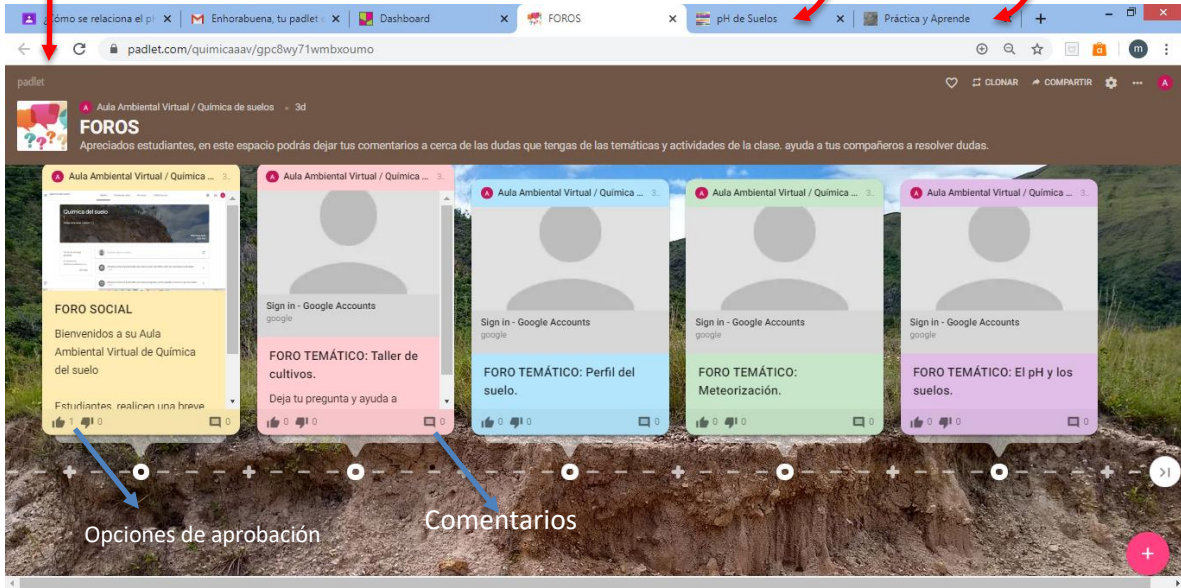 ¿Cómo se relaciona el pH
Enhorabuena, tu padlet e
Dashboard
FOROS
pH de Suelos
Práctica y Aprende
padlet.com/quimicaaav/gpc8wy71wmbxoumo
m
padlet
CLONAR
COMPARTIR
A
A Aula Ambiental Virtual / Química de suelos 3d
FOROS
Apreciados estudiantes, en este espacio podrás dejar tus comentarios a cerca de las dudas que tengas de las temáticas y actividades de la clase. ayuda a tus compañeros a resolver dudas.
A Aula Ambiental Virtual / Química ... 3.
Química del suelo
FORO SOCIAL
Bienvenidos a su Aula
Ambiental Virtual de Química
del suelo
Estudiantes, realicen una breve
1 0 0
A Aula Ambiental Virtual / Química ... 3.
Sign in - Google Accounts
google
FORO TEMÁTICO: Taller de
cultivos.
Deja tu pregunta y ayuda a
0 0 0
A Aula Ambiental Virtual / Química ... 3.
Sign in - Google Accounts
google
FORO TEMÁTICO: Perfil del
suelo.
0 0 0
A Aula Ambiental Virtual / Química ... 3.
Sign in - Google Accounts
google
FORO TEMÁTICO:
Meteorización.
0 0 0
A Aula Ambiental Virtual / Química ... 3.
Sign in - Google Accounts
google
FORO TEMÁTICO: El pH y los
suelos.
0 0 0
Opciones de aprobación
Comentarios